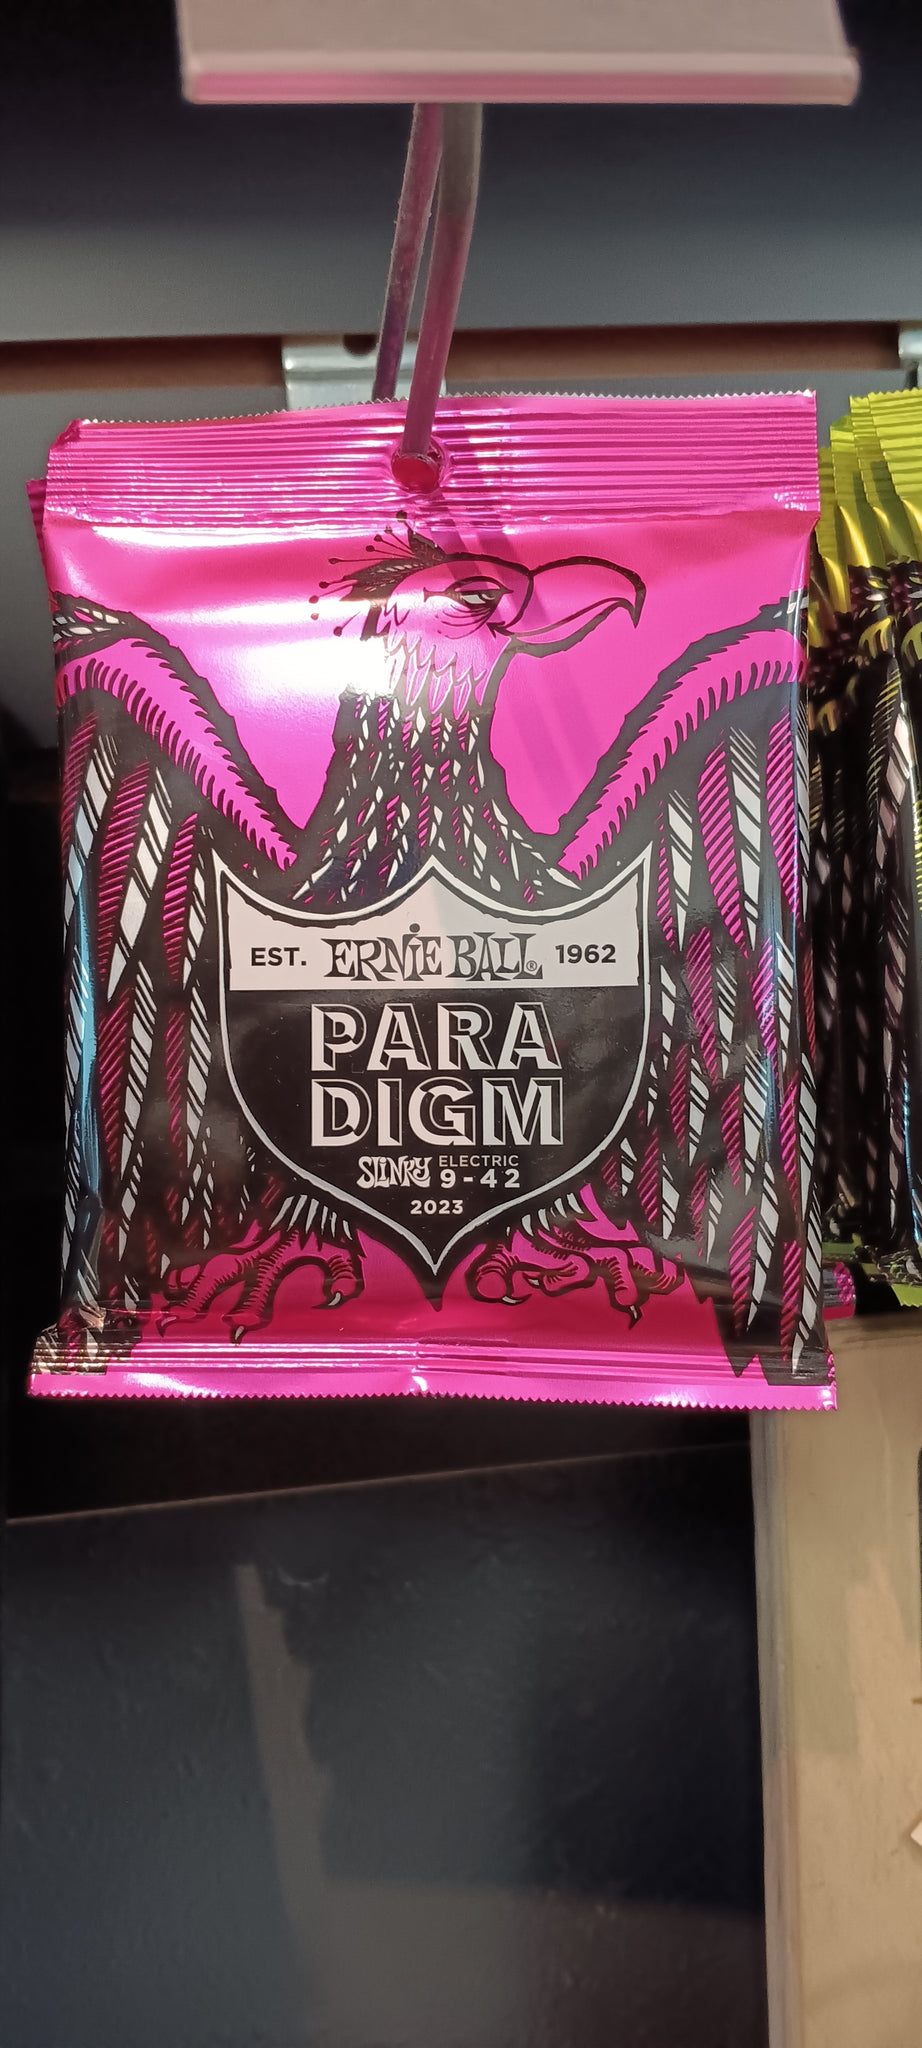 EST. ERNIE BALL® 1962
PARA
DIGM
SLINKY ELECTRIC
9-42
2023